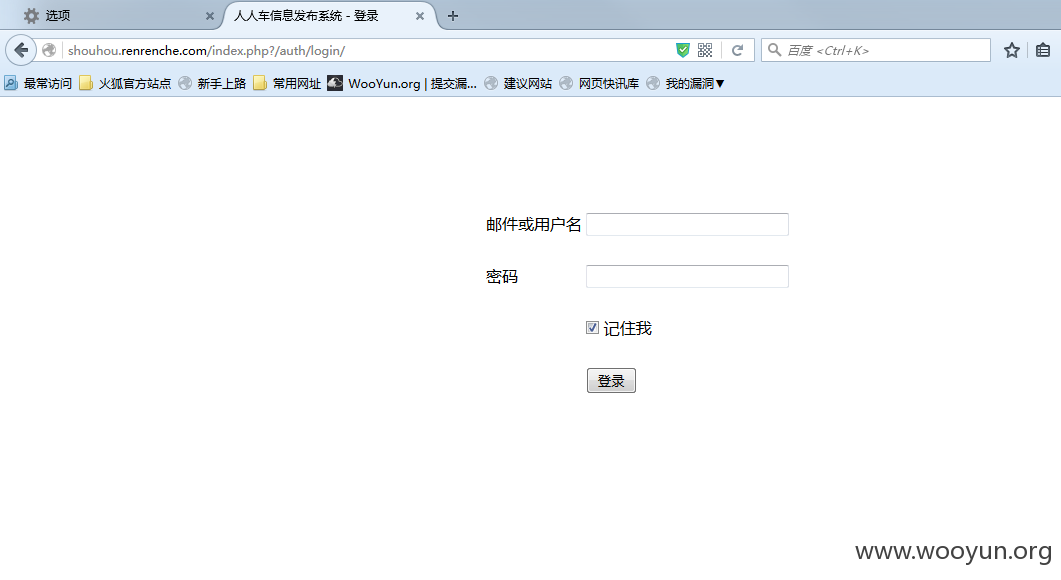 选项
人人车信息发布系统 - 登录
shouhou.renrenche.com/index.php?/auth/login/
百度 <Ctrl+K>
最常访问 火狐官方站点 新手上路 常用网址 WooYun.org | 提交漏... 建议网站 网页快讯库 我的漏洞▼
邮件或用户名
密码
记住我
登录
www.wooyun.org